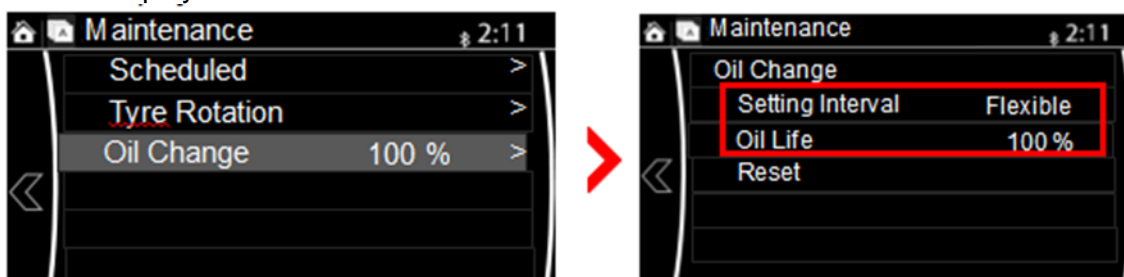 Maintenance 2:11
Scheduled >
Tyre Rotation >
Oil Change 100 % >
Maintenance 2:11
Oil Change
Setting Interval Flexible
Oil Life 100 %
Reset